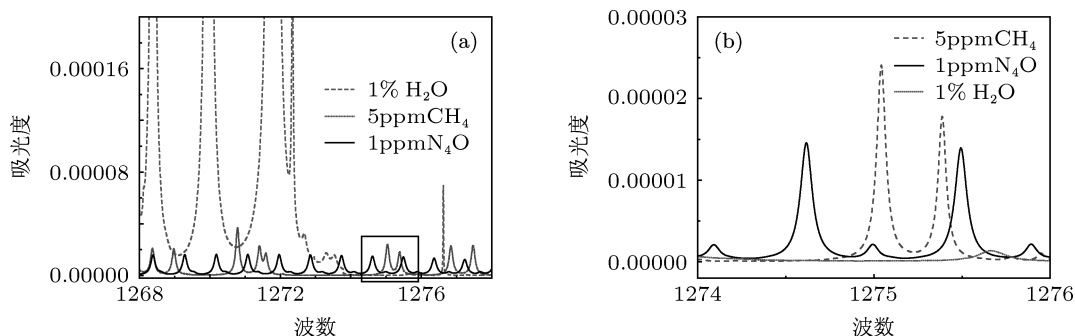 (a)
0.00016
0.00008
0.00000
吸光度
1% H₂O
5ppmCH₄
1ppmN₄O
1268
1272
1276
波数
(b)
0.00003
0.00002
0.00001
0.00000
吸光度
5ppmCH₄
1ppmN₄O
1% H₂O
1274
1275
1276
波数